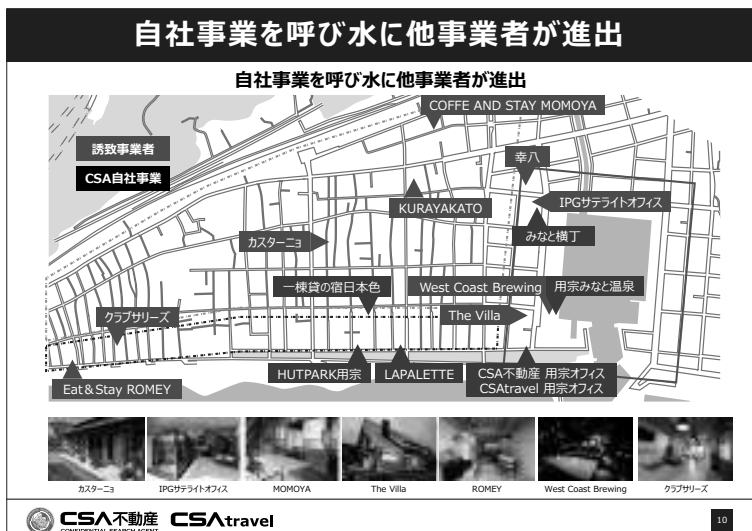 自社事業を呼び水に他事業者が進出
自社事業を呼び水に他事業者が進出
COFFE AND STAY MOMOYA
誘致事業者
CSA自社事業
幸八
KURAYAKATO
IPGサテライトオフィス
みなと横丁
カスターニョ
一棟貸の宿日本色
West Coast Brewing
用宗みなと温泉
クラブサリーズ
The Villa
Eat&Stay ROMEY
HUTPARK用宗
LAPALETTE
CSA不動産 用宗オフィス
CSAtravel 用宗オフィス
カスターニョ
IPGサテライトオフィス
MOMOYA
The Villa
ROMEY
West Coast Brewing
クラブサリーズ
CSA不動産
CONFIDENTIAL SEARCH AGENT
CSAtravel
10